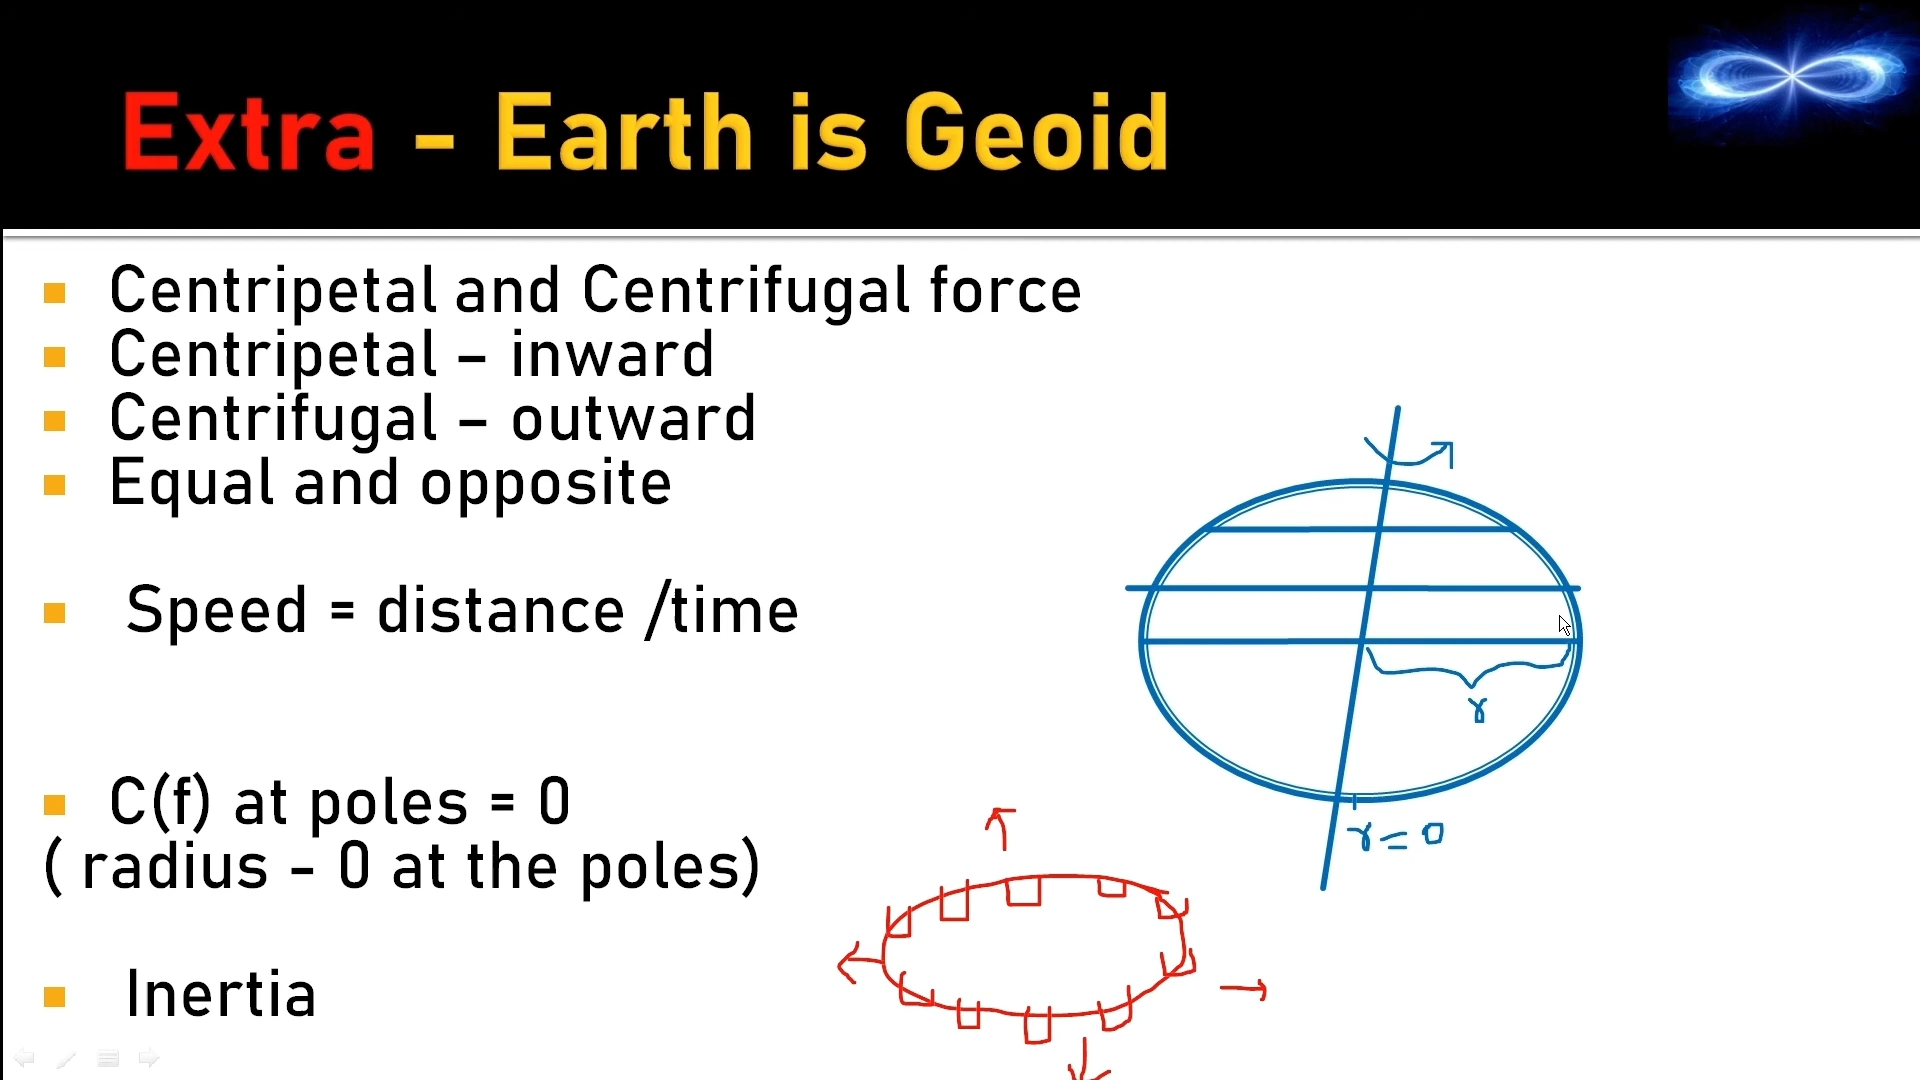 Extra - Earth is Geoid
Centripetal and Centrifugal force
Centripetal – inward
Centrifugal – outward
Equal and opposite
Speed = distance /time
C(f) at poles = 0
( radius - 0 at the poles)
Inertia
r
r = 0